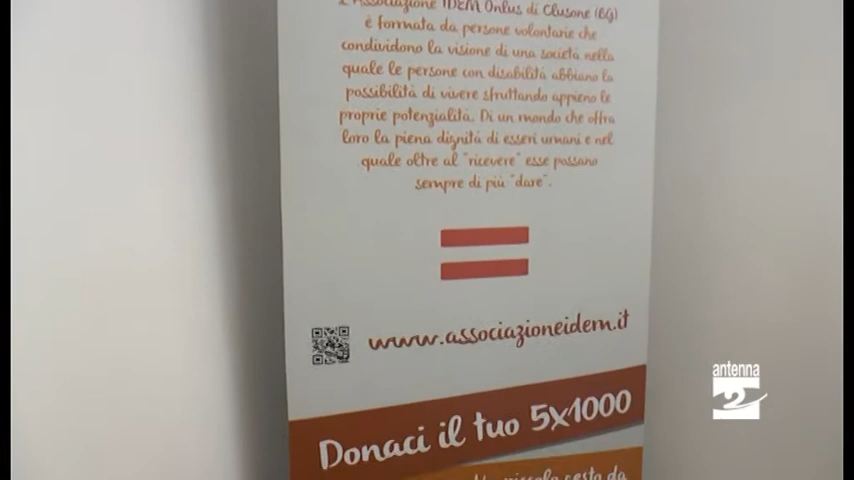 L'Associazione IDEM Onlus di Clusone (BG)
è formata da persone volontarie che
condividono la visione di una società nella
quale le persone con disabilità abbiano la
possibilità di vivere sfruttando appieno le
proprie potenzialità. Di un mondo che offra
loro la piena dignità di esseri umani e nel
quale oltre al "ricevere" esse possano
sempre di più "dare".
www.associazioneidem.it
Donaci il tuo 5x1000
piccolo gesto da
antenna
2